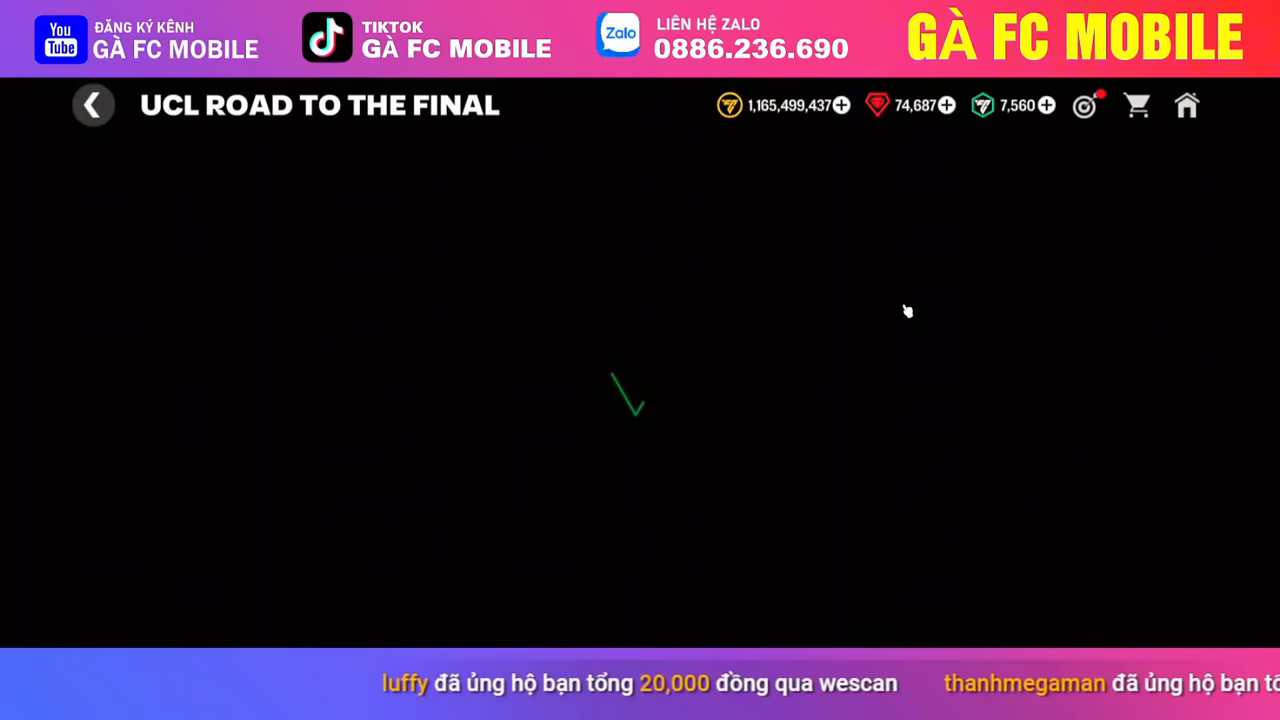 You
Tube
ĐĂNG KÝ KÊNH
GÀ FC MOBILE
TIKTOK
GÀ FC MOBILE
Zalo
LIÊN HỆ ZALO
0886.236.690
GÀ FC MOBILE
UCL ROAD TO THE FINAL
1,165,499,437
74,687
7,560
luffy đã ủng hộ bạn tổng 20,000 đồng qua wescan
thanhmegaman đã ủng hộ bạn